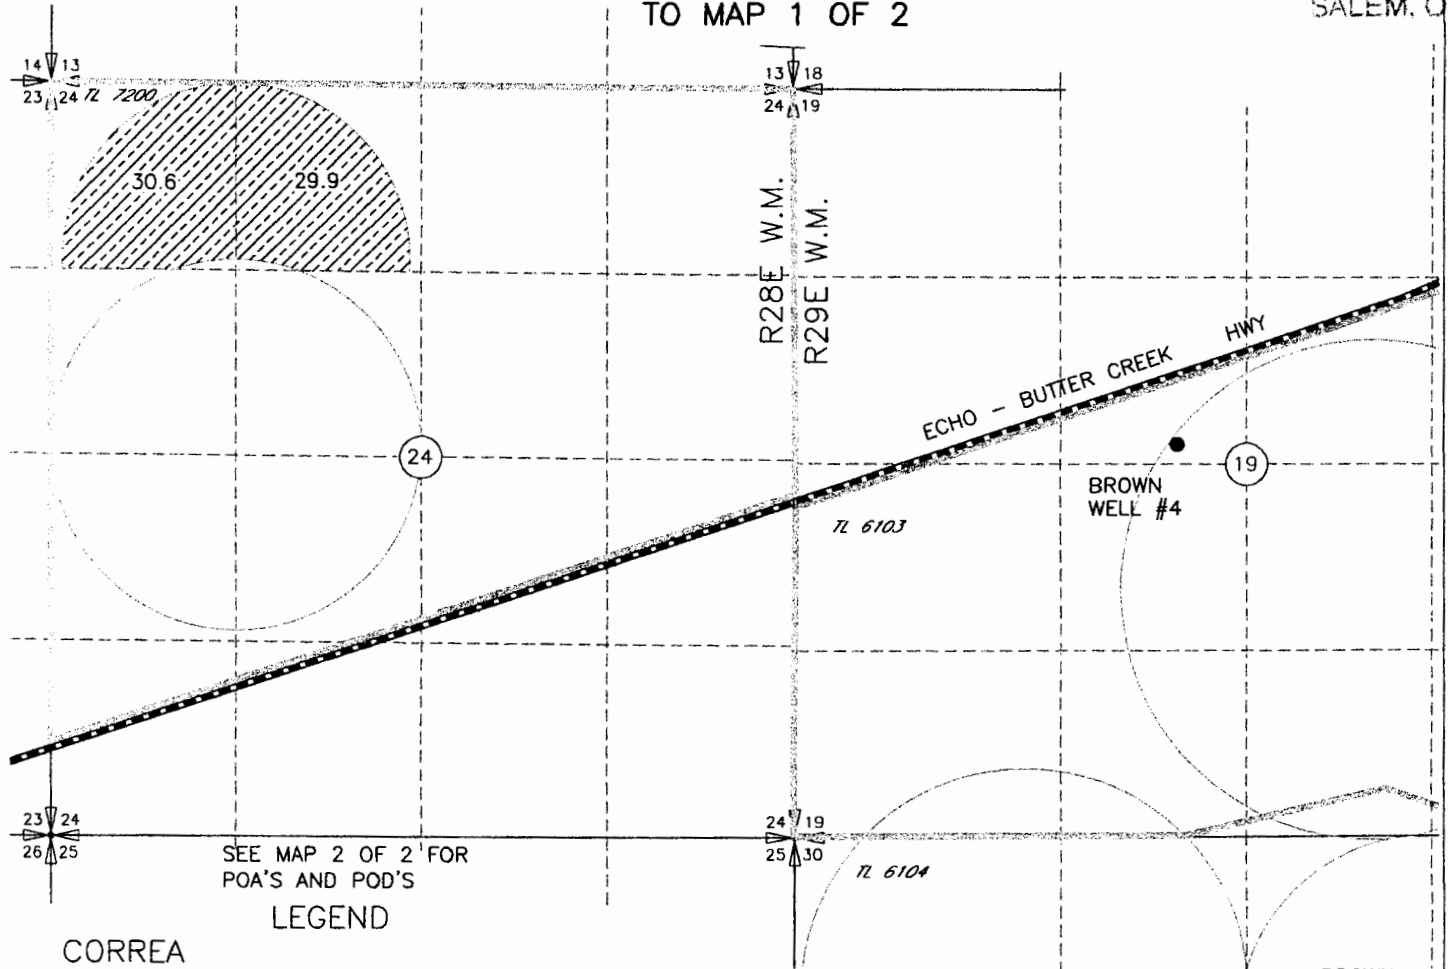 TO MAP 1 OF 2
SALEM, O
14 13
23 24
TL 7200
13 18
24 19
30.6
29.9
R28E W.M.
R29E W.M.
ECHO - BUTTER CREEK HWY
24
19
BROWN
WELL #4
TL 6103
23 24
26 25
24 19
25 30
SEE MAP 2 OF 2 FOR
POA'S AND POD'S
TL 6104
LEGEND
CORREA